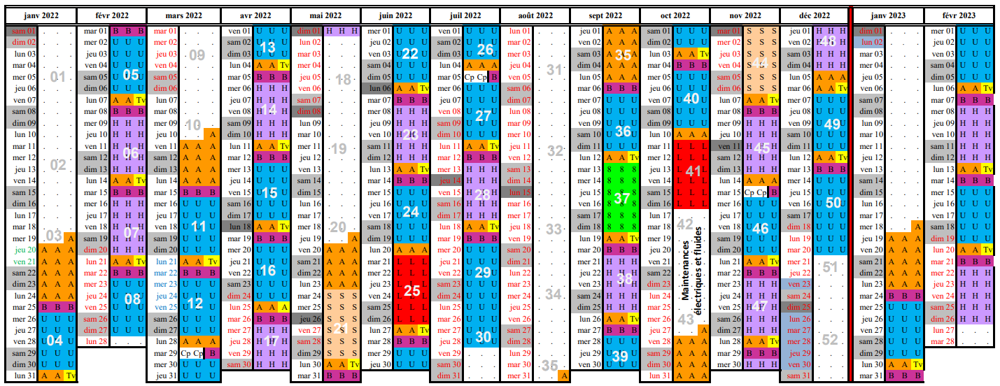 janv 2022
sam 01
dim 02
lun 03
mar 04
mer 05 01
jeu 06
ven 07
sam 08
dim 09
lun 10
mar 11
mer 12 02
jeu 13
ven 14
sam 15
dim 16
lun 17
mar 18 03
mer 19 A
jeu 20 A A A
ven 21 A A A
sam 22 A A A
dim 23 A A A
lun 24 A A A
mar 25 B B B
mer 26 U U U
jeu 27 U U U
ven 28 U U U 04
sam 29 U U U
dim 30 U U U
lun 31 A A Tv
févr 2022
mar 01 B B B
mer 02 U U U
jeu 03 U U U
ven 04 U U U
sam 05 U U U 05
dim 06 U U U
lun 07 A A Tv
mar 08 B B B
mer 09 H H H
jeu 10 H H H
ven 11 H H H 06
sam 12 H H H
dim 13 H H H
lun 14 A A Tv
mar 15 B B B
mer 16 H H H
jeu 17 H H H
ven 18 H H H 07
sam 19 H H H
dim 20 H H H
lun 21 A A Tv
mar 22 B B B
mer 23 U U U
jeu 24 U U U 08
ven 25 U U U
sam 26 U U U
dim 27 U U U
lun 28
mars 2022
mar 01
mer 02
jeu 03 09
ven 04
sam 05
dim 06
lun 07
mar 08
mer 09 10
jeu 10 A
ven 11 A A A
sam 12 A A A
dim 13 A A A
lun 14 A A A
mar 15 B B B
mer 16 U U U
jeu 17 U U U
ven 18 U U U 11
sam 19 U U U
dim 20 U U U
lun 21 A A Tv
mar 22 B B B
mer 23 U U U
jeu 24 U U U 12
ven 25 U U U
sam 26 U U U
dim 27 U U U
lun 28 A A A
mar 29 Cp Cp B
mer 30 U U U
jeu 31 U U U
avr 2022
ven 01 U U U
sam 02 U U U 13
dim 03 U U U
lun 04 A A Tv
mar 05 B B B
mer 06 H H H
jeu 07 H H H
ven 08 H H H 14
sam 09 H H H
dim 10 H H H
lun 11 A A Tv
mar 12 B B B
mer 13 U U U
jeu 14 U U U
ven 15 U U U 15
sam 16 U U U
dim 17 U U U
lun 18 A A Tv
mar 19 B B B
mer 20 U U U
jeu 21 U U U
ven 22 U U U 16
sam 23 U U U
dim 24 U U U
lun 25 A A A
mar 26 B B B
mer 27 H H H
jeu 28 H H H 17
ven 29 H H H
sam 30 H H H
mai 2022
dim 01 H H H
lun 02
mar 03
mer 04
jeu 05 18
ven 06
sam 07
dim 08
lun 09
mar 10
mer 11 19
jeu 12
ven 13
sam 14
dim 15
lun 16
mar 17
mer 18 20
jeu 19 A
ven 20 A A A
sam 21 A A A
dim 22 A A A
lun 23 A A A
mar 24 S S S
mer 25 S S S
jeu 26 S S S
ven 27 S S S 21
sam 28 S S S
dim 29 S S S
lun 30 A A Tv
mar 31 B B B
juin 2022
mer 01 U U U
jeu 02 U U U
ven 03 U U U 22
sam 04 U U U
dim 05 U U U
lun 06 A A Tv
mar 07 B B B
mer 08 H H H
jeu 09 H H H
ven 10 H H H 23
sam 11 H H H
dim 12 H H H
lun 13 A A Tv
mar 14 B B B
mer 15 U U U
jeu 16 U U U
ven 17 U U U 24
sam 18 U U U
dim 19 U U U
lun 20 A A A
mar 21 L L L
mer 22 L L L
jeu 23 L L L
ven 24 L L L 25
sam 25 L L L
dim 26 L L L
lun 27 A A Tv
mar 28 B B B
mer 29 U U U
jeu 30 U U U
juil 2022
ven 01 U U U
sam 02 U U U 26
dim 03 U U U
lun 04 A A A
mar 05 Cp Cp B
mer 06 U U U
jeu 07 U U U
ven 08 U U U 27
sam 09 U U U
dim 10 U U U
lun 11 A A Tv
mar 12 B B B
mer 13 H H H
jeu 14 H H H
ven 15 H H H 28
sam 16 H H H
dim 17 H H H
lun 18 A A Tv
mar 19 B B B
mer 20 U U U
jeu 21 U U U
ven 22 U U U 29
sam 23 U U U
dim 24 U U U
lun 25 U U U
mar 26 U U U
mer 27 U U U
jeu 28 U U U 30
ven 29
sam 30
dim 31
août 2022
lun 01
mar 02
mer 03
jeu 04 31
ven 05
sam 06
dim 07
lun 08
mar 09
mer 10
jeu 11 32
ven 12
sam 13
dim 14
lun 15
mar 16
mer 17
jeu 18 33
ven 19
sam 20
dim 21
lun 22
mar 23
mer 24 34
jeu 25
ven 26
sam 27
dim 28
lun 29
mar 30 35
mer 31 A
sept 2022
jeu 01 A A A
ven 02 A A A
sam 03 A A A 35
dim 04 A A A
lun 05 A A A
mar 06 B B B
mer 07 U U U
jeu 08 U U U
ven 09 U U U
sam 10 U U U 36
dim 11 U U U
lun 12 A A Tv
mar 13 8 8 8
mer 14 8 8 8
jeu 15 8 8 8 37
ven 16 8 8 8
sam 17 8 8 8
dim 18 8 8 8
lun 19 A A Tv
mar 20 B B B
mer 21 H H H
jeu 22 H H H 38
ven 23 H H H
sam 24 H H H
dim 25 H H H
lun 26 A A Tv
mar 27 B B B
mer 28 U U U
jeu 29 U U U 39
ven 30 U U U
oct 2022
sam 01 U U U
dim 02 U U U
lun 03 A A Tv
mar 04 B B B
mer 05 U U U
jeu 06 U U U
ven 07 U U U 40
sam 08 U U U
dim 09 U U U
lun 10 A A A
mar 11 L L L
mer 12 L L L
jeu 13 L L L 41
ven 14 L L L
sam 15 L L L
dim 16 L L L
lun 17
mar 18 42
mer 19
jeu 20
ven 21
sam 22
dim 23
lun 24
mar 25
mer 26 43
jeu 27 A
ven 28 A A A
sam 29 A A A
dim 30 A A A
lun 31 A A A
Maintenances
électriques et fluides
nov 2022
mar 01 S S S
mer 02 S S S
jeu 03 S S S
ven 04 S S S 44
sam 05 S S S
dim 06 S S S
lun 07 A A Tv
mar 08 B B B
mer 09 H H H
jeu 10 H H H
ven 11 H H H 45
sam 12 H H H
dim 13 H H H
lun 14 A A A
mar 15 Cp Cp B
mer 16 U U U
jeu 17 U U U
ven 18 U U U 46
sam 19 U U U
dim 20 U U U
lun 21 A A Tv
mar 22 B B B
mer 23 H H H
jeu 24 H H H
ven 25 H H H 47
sam 26 H H H
dim 27 H H H
lun 28 A A Tv
mar 29 B B B
mer 30 H H H
déc 2022
jeu 01 H H H
ven 02 H H H 48
sam 03 H H H
dim 04 H H H
lun 05 A A A
mar 06 A A Tv
mer 07 U U U
jeu 08 U U U
ven 09 U U U 49
sam 10 U U U
dim 11 U U U
lun 12 A A Tv
mar 13 B B B
mer 14 U U U
jeu 15 U U U
ven 16 U U U 50
sam 17 U U U
dim 18 U U U
lun 19 U U U
mar 20 U U U
mer 21
jeu 22 51
ven 23
sam 24
dim 25
lun 26
mar 27
mer 28 52
jeu 29
ven 30
sam 31
janv 2023
dim 01
lun 02
mar 03
mer 04
jeu 05
ven 06
sam 07
dim 08
lun 09
mar 10
mer 11
jeu 12
ven 13
sam 14
dim 15
lun 16
mar 17
mer 18 A
jeu 19 A A A
ven 20 A A A
sam 21 A A A
dim 22 A A A
lun 23 A A A
mar 24 B B B
mer 25 U U U
jeu 26 U U U
ven 27 U U U
sam 28 U U U
dim 29 U U U
lun 30 A A Tv
mar 31 B B B
févr 2023
mer 01 U U U
jeu 02 U U U
ven 03 U U U
sam 04 U U U
dim 05 U U U
lun 06 A A Tv
mar 07 B B B
mer 08 H H H
jeu 09 H H H
ven 10 H H H
sam 11 H H H
dim 12 H H H
lun 13 A A Tv
mar 14 B B B
mer 15 U U U
jeu 16 U U U
ven 17 U U U
sam 18 U U U
dim 19 U U U
lun 20 A A Tv
mar 21 B B B
mer 22 H H H
jeu 23 H H H
ven 24 H H H
sam 25 H H H
dim 26 H H H
lun 27
mar 28